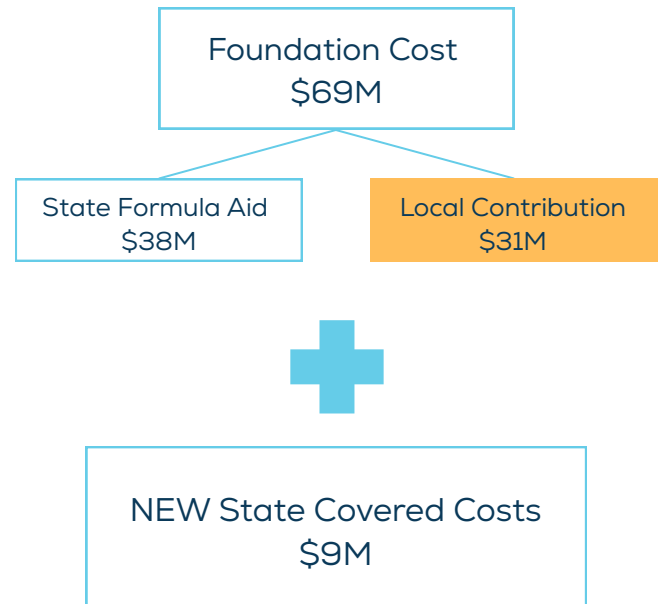 Foundation Cost
$69M
State Formula Aid
$38M
Local Contribution
$31M
NEW State Covered Costs
$9M